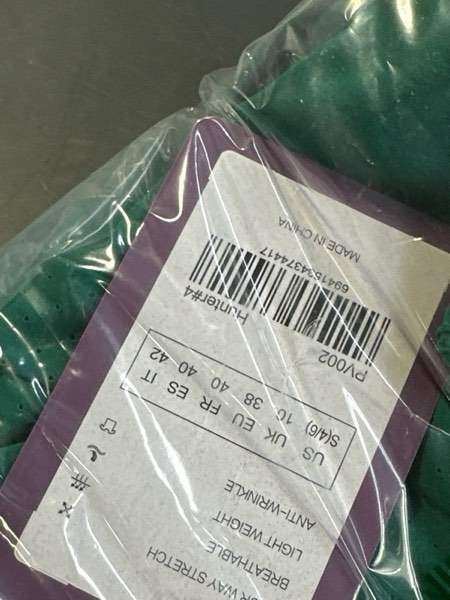 WAY STRETCH
BREATHABLE
LIGHT WEIGHT
ANTI-WRINKLE
US UK EU FR ES IT
S(4/6) 10 38 40 40 42
PV002 Hunter#4
6941534374417
MADE IN CHINA